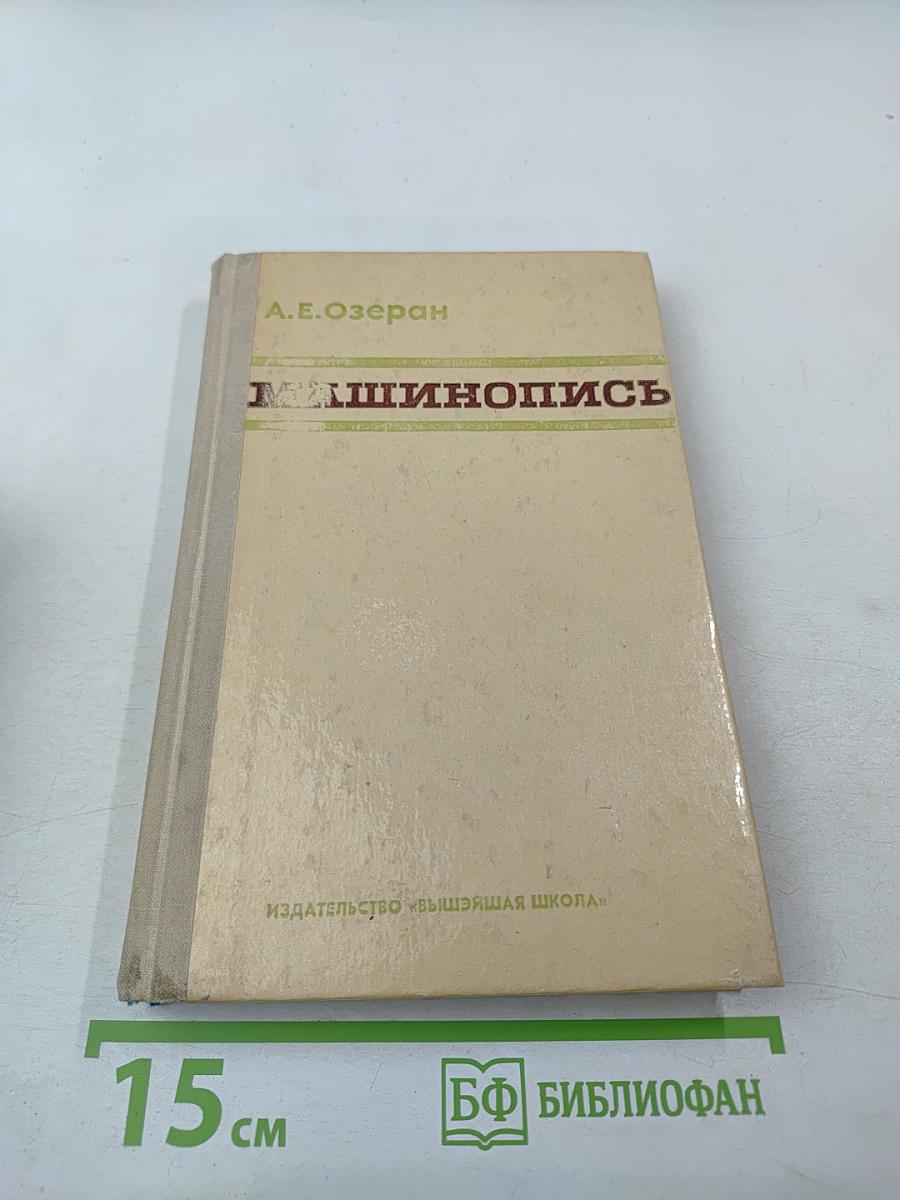 А.Е.Озеран
МАШИНОПИСЬ
ИЗДАТЕЛЬСТВО «ВЫШЭЙШАЯ ШКОЛА»
15 см
БФ БИБЛИОФАН